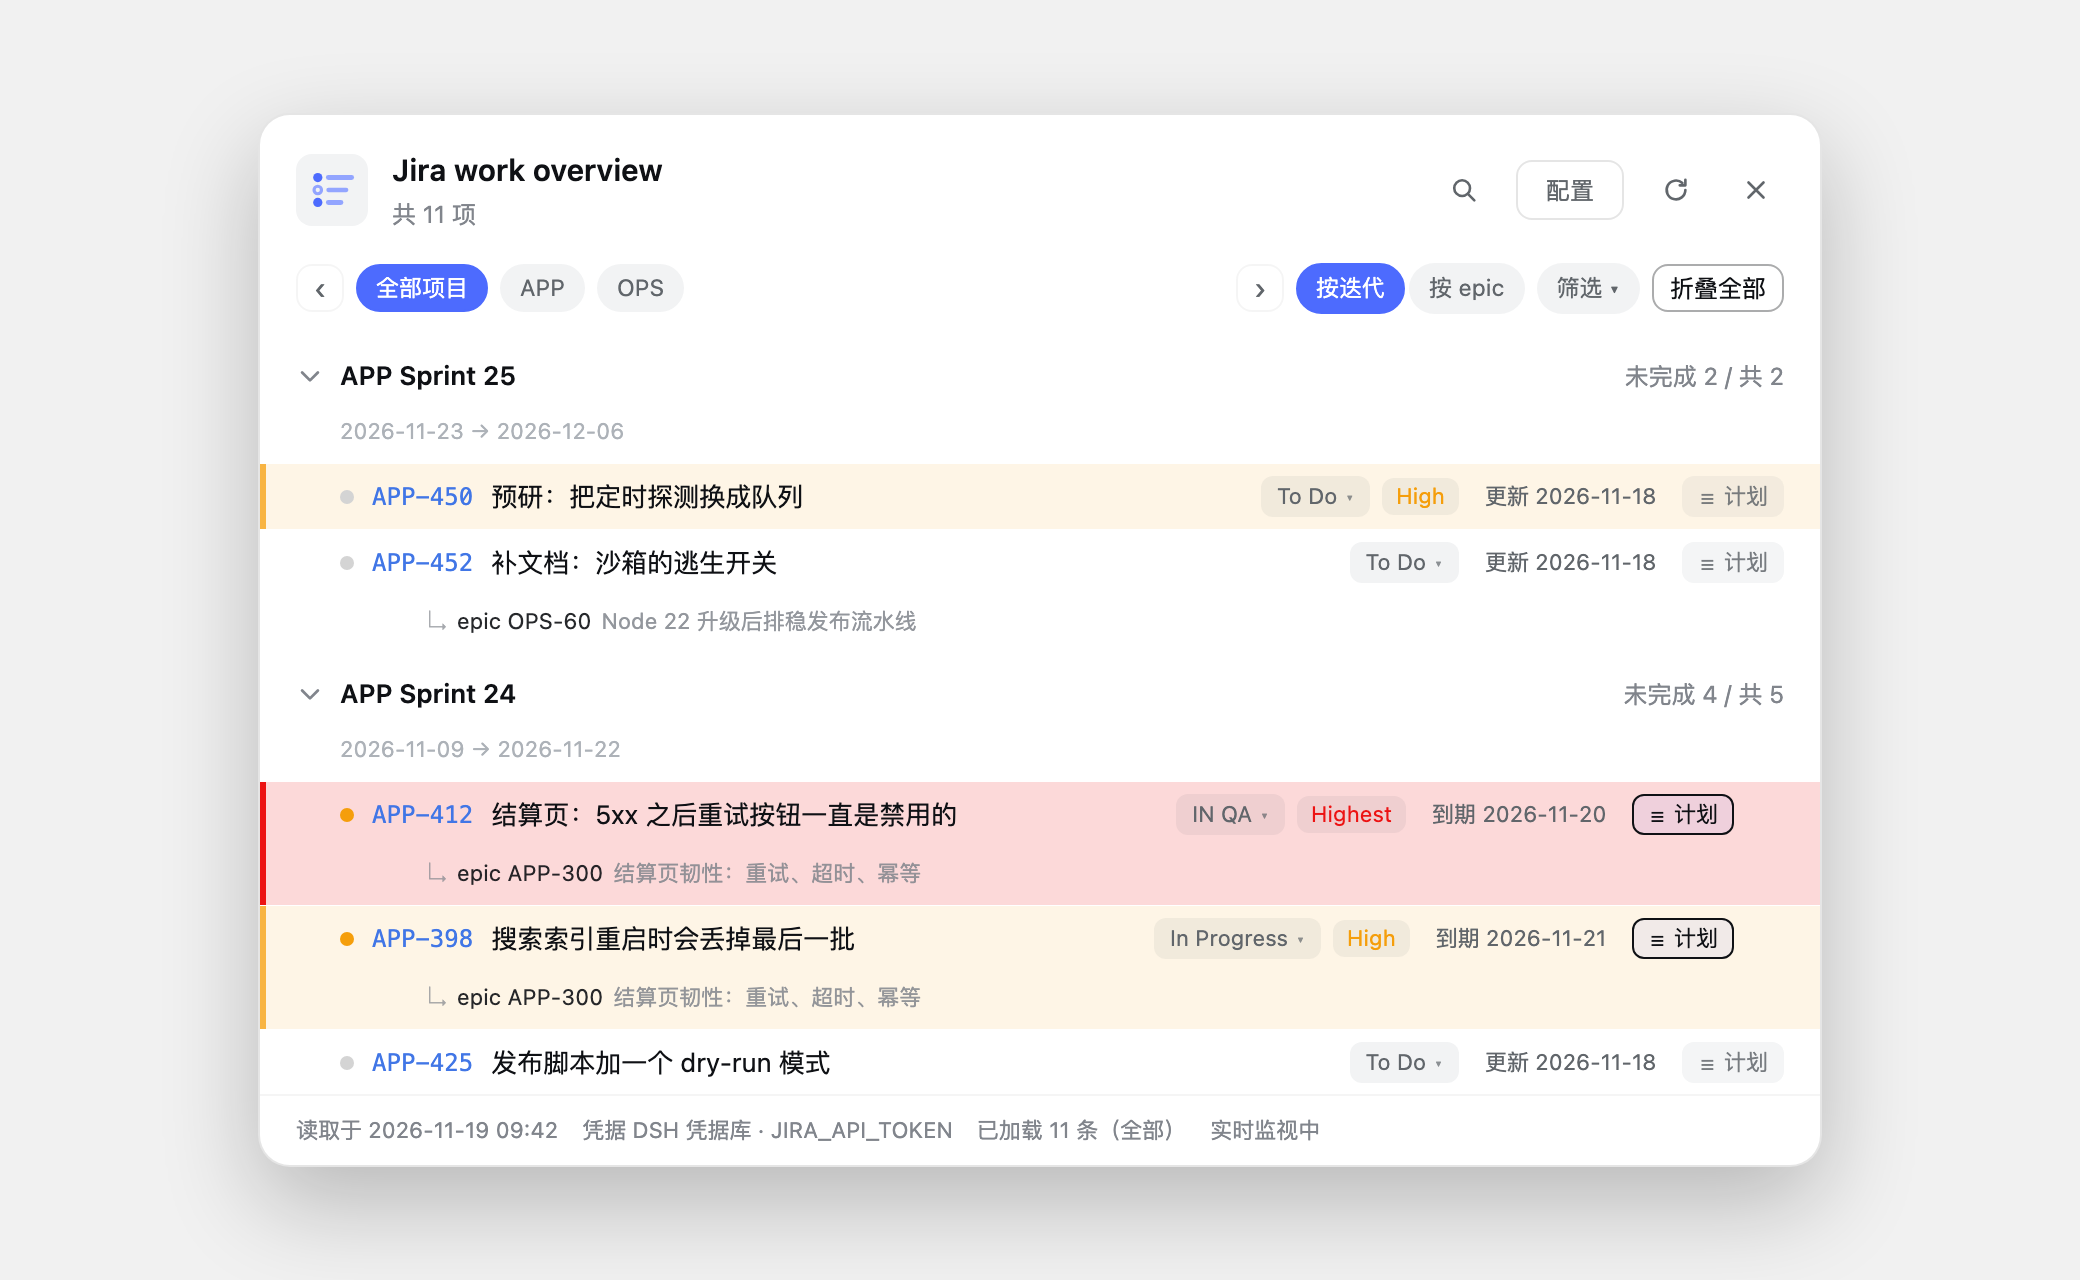 Jira work overview
共 11 项
配置
‹ 全部项目 APP OPS › 按迭代 按 epic 筛选 ▾ 折叠全部
APP Sprint 25 未完成 2 / 共 2
2026-11-23 → 2026-12-06
APP-450 预研：把定时探测换成队列 To Do ▾ High 更新 2026-11-18 ≡ 计划
APP-452 补文档：沙箱的逃生开关 To Do ▾ 更新 2026-11-18 ≡ 计划
epic OPS-60 Node 22 升级后排稳发布流水线
APP Sprint 24 未完成 4 / 共 5
2026-11-09 → 2026-11-22
APP-412 结算页：5xx 之后重试按钮一直是禁用的 IN QA ▾ Highest 到期 2026-11-20 ≡ 计划
epic APP-300 结算页韧性：重试、超时、幂等
APP-398 搜索索引重启时会丢掉最后一批 In Progress ▾ High 到期 2026-11-21 ≡ 计划
epic APP-300 结算页韧性：重试、超时、幂等
APP-425 发布脚本加一个 dry-run 模式 To Do ▾ 更新 2026-11-18 ≡ 计划
读取于 2026-11-19 09:42 凭据 DSH 凭据库 · JIRA_API_TOKEN 已加载 11 条（全部） 实时监视中